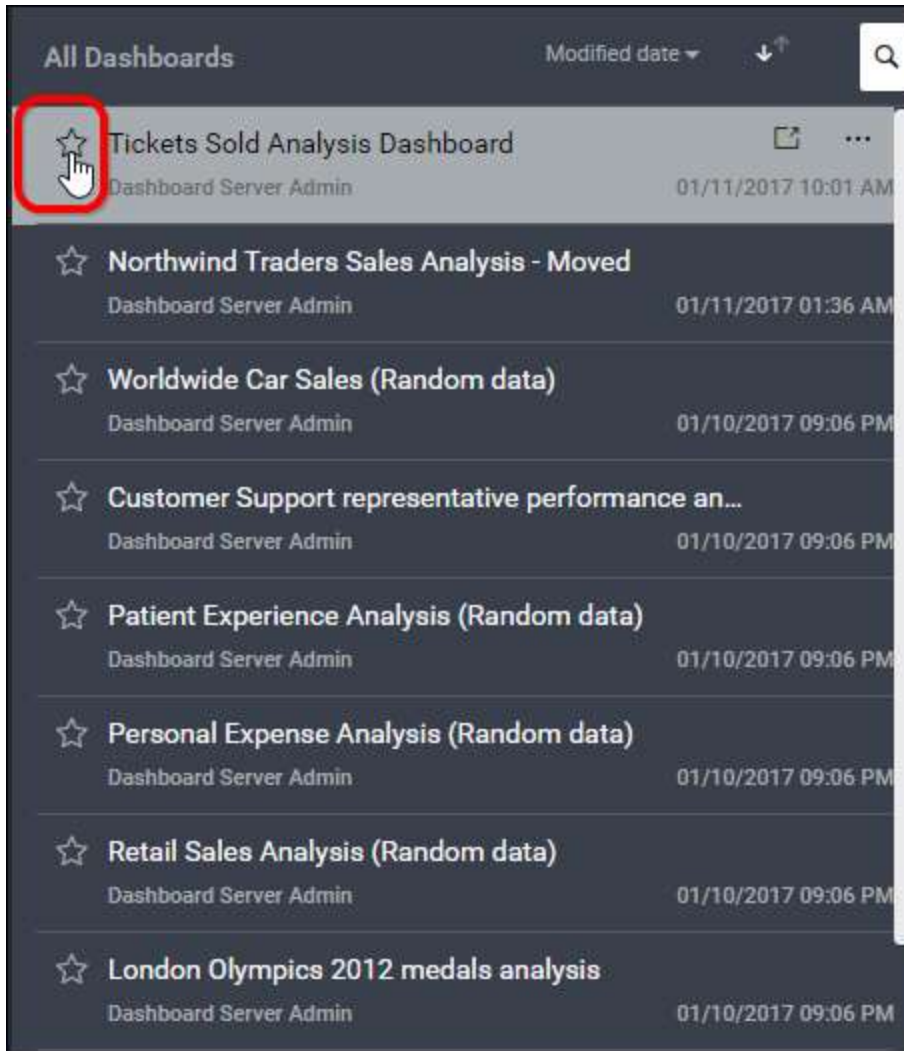 All Dashboards Modified date
Tickets Sold Analysis Dashboard
Dashboard Server Admin 01/11/2017 10:01 AM
Northwind Traders Sales Analysis - Moved
Dashboard Server Admin 01/11/2017 01:36 AM
Worldwide Car Sales (Random data)
Dashboard Server Admin 01/10/2017 09:06 PM
Customer Support representative performance an...
Dashboard Server Admin 01/10/2017 09:06 PM
Patient Experience Analysis (Random data)
Dashboard Server Admin 01/10/2017 09:06 PM
Personal Expense Analysis (Random data)
Dashboard Server Admin 01/10/2017 09:06 PM
Retail Sales Analysis (Random data)
Dashboard Server Admin 01/10/2017 09:06 PM
London Olympics 2012 medals analysis
Dashboard Server Admin 01/10/2017 09:06 PM